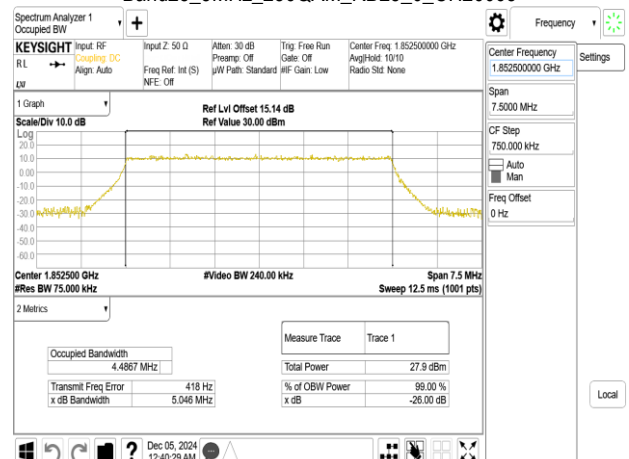 Spectrum Analyzer 1
Occupied BW
Frequency
KEYSIGHT
RL
LXI
Input: RF
Coupling: DC
Align: Auto
Input Z: 50 Ω
Freq Ref: Int (S)
NFE: Off
Atten: 30 dB
Preamp: Off
µW Path: Standard
Trig: Free Run
Gate: Off
#IF Gain: Low
Center Freq: 1.852500000 GHz
Avg|Hold: 10/10
Radio Std: None
Center Frequency
1.852500000 GHz
Settings
Span
7.5000 MHz
CF Step
750.000 kHz
Auto
Man
Freq Offset
0 Hz
1 Graph
Scale/Div 10.0 dB
Ref Lvl Offset 15.14 dB
Ref Value 30.00 dBm
Log
20.0
10.0
0.00
-10.0
-20.0
-30.0
-40.0
-50.0
-60.0
Center 1.852500 GHz
#Video BW 240.00 kHz
Span 7.5 MHz
#Res BW 75.000 kHz
Sweep 12.5 ms (1001 pts)
2 Metrics
Measure Trace Trace 1
Occupied Bandwidth
4.4867 MHz
Total Power 27.9 dBm
Transmit Freq Error 418 Hz
% of OBW Power 99.00 %
x dB Bandwidth 5.046 MHz
x dB -26.00 dB
Local
Dec 05, 2024
12:40:29 AM